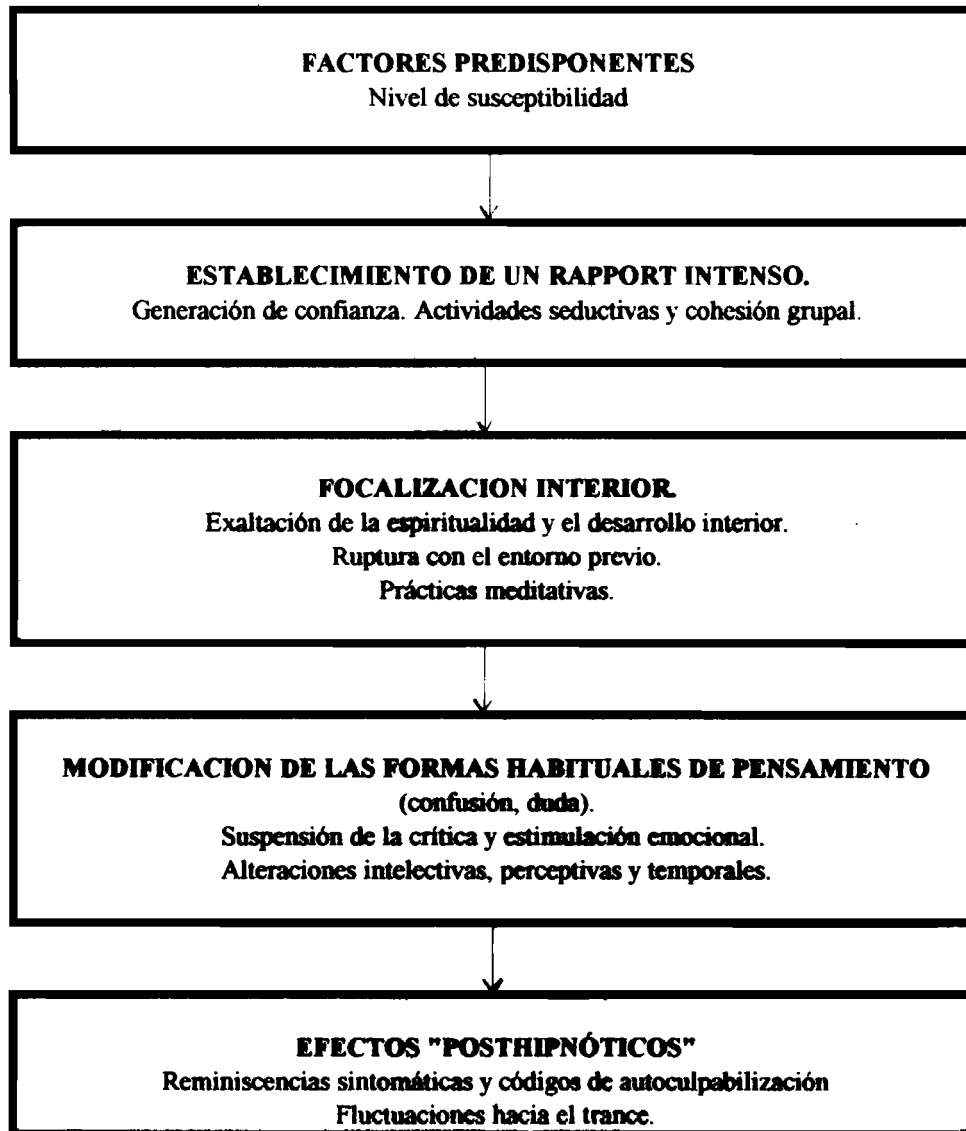 FACTORES PREDISPONENTES
Nivel de susceptibilidad
ESTABLECIMIENTO DE UN RAPPORT INTENSO.
Generación de confianza. Actividades seductivas y cohesión grupal.
FOCALIZACION INTERIOR.
Exaltación de la espiritualidad y el desarrollo interior.
Ruptura con el entorno previo.
Prácticas meditativas.
MODIFICACION DE LAS FORMAS HABITUALES DE PENSAMIENTO
(confusión, duda).
Suspensión de la crítica y estimulación emocional.
Alteraciones intelectivas, perceptivas y temporales.
EFECTOS "POSTHIPNÓTICOS"
Reminiscencias sintomáticas y códigos de autoculpabilización
Fluctuaciones hacia el trance.